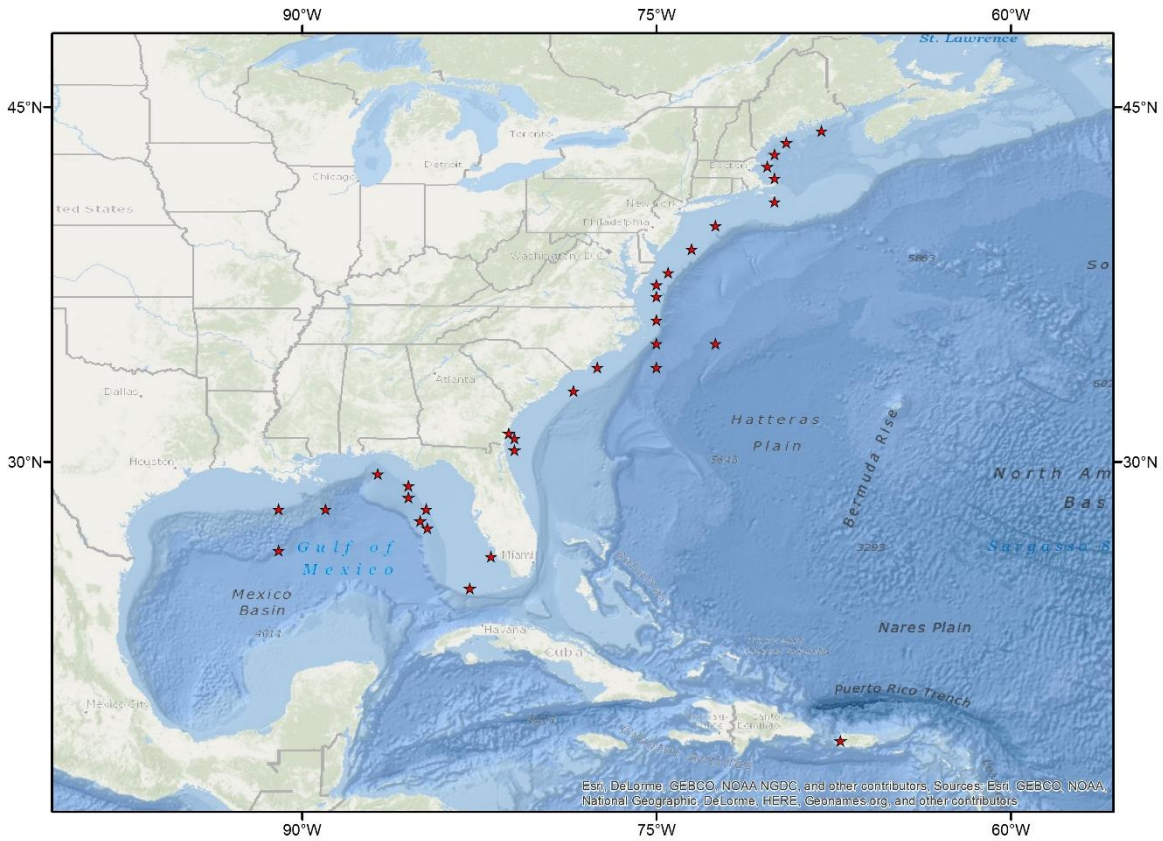 90°W 75°W 60°W
St. Lawrence
45°N 45°N
Toronto
Boston
Detroit
Chicago
New York
ted States
Philadelphia
Washington, D.C.
So
Atlanta
Dallas
Hatteras
Plain
Bermuda Rise
30°N 30°N
Houston
North Am
Bas
Gulf of
Mexico
Miami
3293
Sargasso S
Mexico
Basin
Nares Plain
Havana
Cuba
Puerto Rico Trench
México City
Santo
Domingo
Esri, DeLorme, GEBCO, NOAA NGDC, and other contributors, Sources: Esri, GEBCO, NOAA,
National Geographic, DeLorme, HERE, Geonames.org, and other contributors
90°W 75°W 60°W